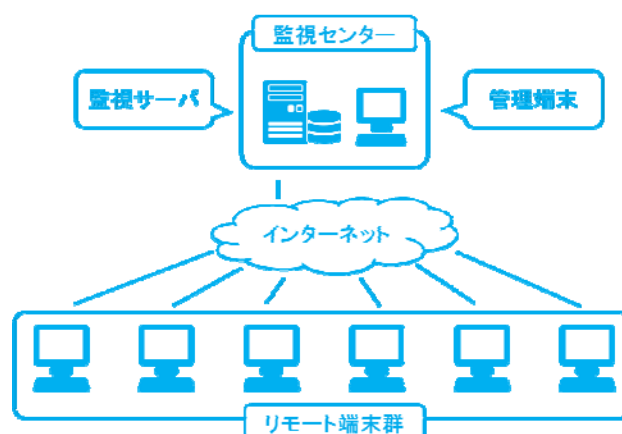 監視センター
監視サーバ
管理端末
インターネット
リモート端末群